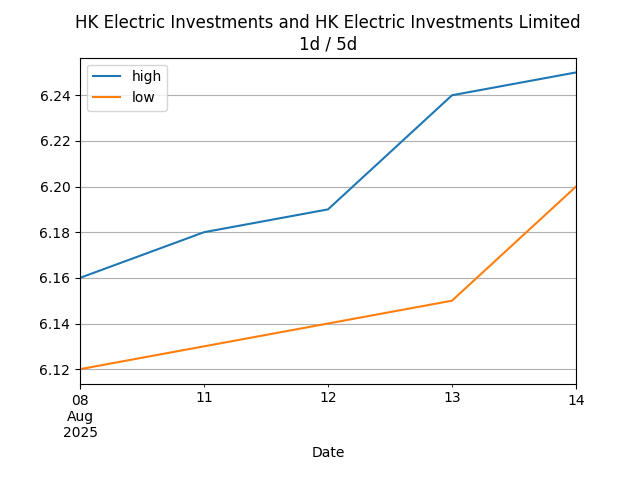 HK Electric Investments and HK Electric Investments Limited
1d / 5d
high
low
6.24
6.22
6.20
6.18
6.16
6.14
6.12
08
Aug
2025
11
12
13
14
Date